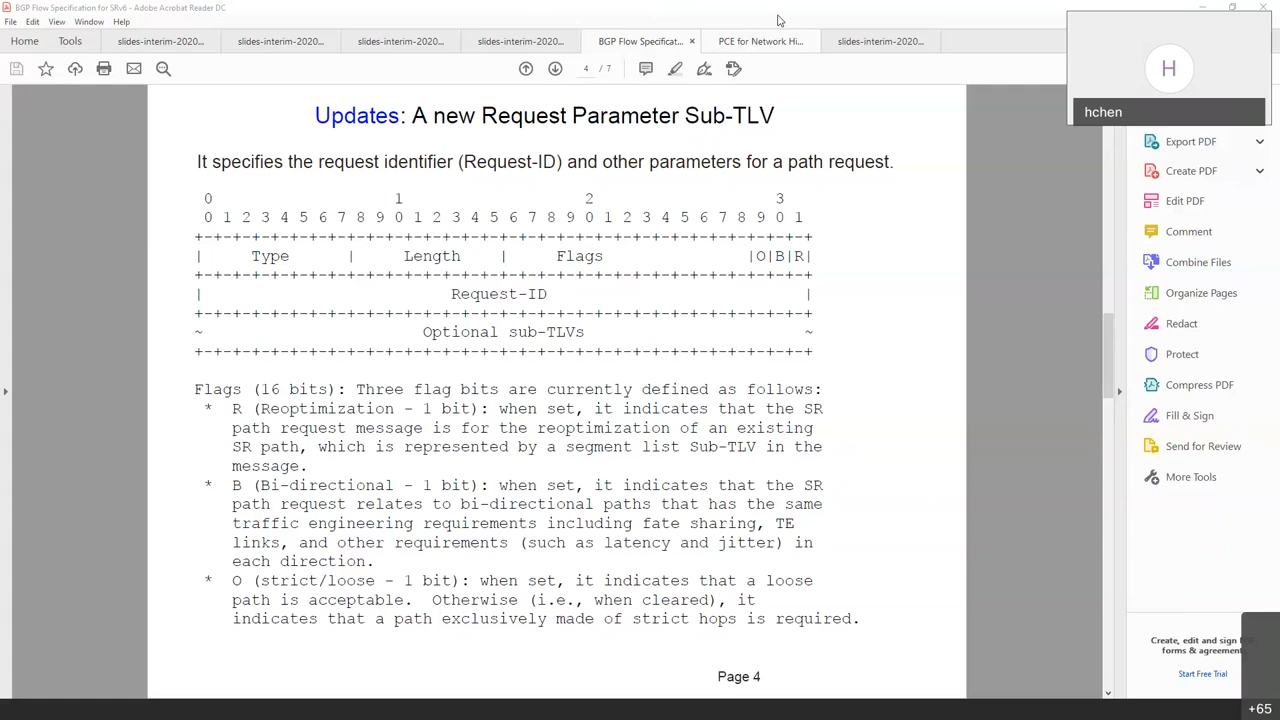 BGP Flow Specification for SRv6 - Adobe Acrobat Reader DC
File Edit View Window Help
Home Tools slides-interim-2020... slides-interim-2020... slides-interim-2020... slides-interim-2020... BGP Flow Specificat... × PCE for Network Hi... slides-interim-2020...
4 / 7
H
hchen
Updates: A new Request Parameter Sub-TLV
It specifies the request identifier (Request-ID) and other parameters for a path request.
0 1 2 3
0 1 2 3 4 5 6 7 8 9 0 1 2 3 4 5 6 7 8 9 0 1 2 3 4 5 6 7 8 9 0 1
+-+-+-+-+-+-+-+-+-+-+-+-+-+-+-+-+-+-+-+-+-+-+-+-+-+-+-+-+-+-+-+-+
| Type | Length | Flags |O|B|R|
+-+-+-+-+-+-+-+-+-+-+-+-+-+-+-+-+-+-+-+-+-+-+-+-+-+-+-+-+-+-+-+-+
| Request-ID |
+-+-+-+-+-+-+-+-+-+-+-+-+-+-+-+-+-+-+-+-+-+-+-+-+-+-+-+-+-+-+-+-+
~ Optional sub-TLVs ~
+-+-+-+-+-+-+-+-+-+-+-+-+-+-+-+-+-+-+-+-+-+-+-+-+-+-+-+-+-+-+-+-+
Flags (16 bits): Three flag bits are currently defined as follows:
* R (Reoptimization - 1 bit): when set, it indicates that the SR
path request message is for the reoptimization of an existing
SR path, which is represented by a segment list Sub-TLV in the
message.
* B (Bi-directional - 1 bit): when set, it indicates that the SR
path request relates to bi-directional paths that has the same
traffic engineering requirements including fate sharing, TE
links, and other requirements (such as latency and jitter) in
each direction.
* O (strict/loose - 1 bit): when set, it indicates that a loose
path is acceptable. Otherwise (i.e., when cleared), it
indicates that a path exclusively made of strict hops is required.
Page 4
Export PDF
Create PDF
Edit PDF
Comment
Combine Files
Organize Pages
Redact
Protect
Compress PDF
Fill & Sign
Send for Review
More Tools
Create, edit and sign
forms & agreements
Start Free Trial
+65